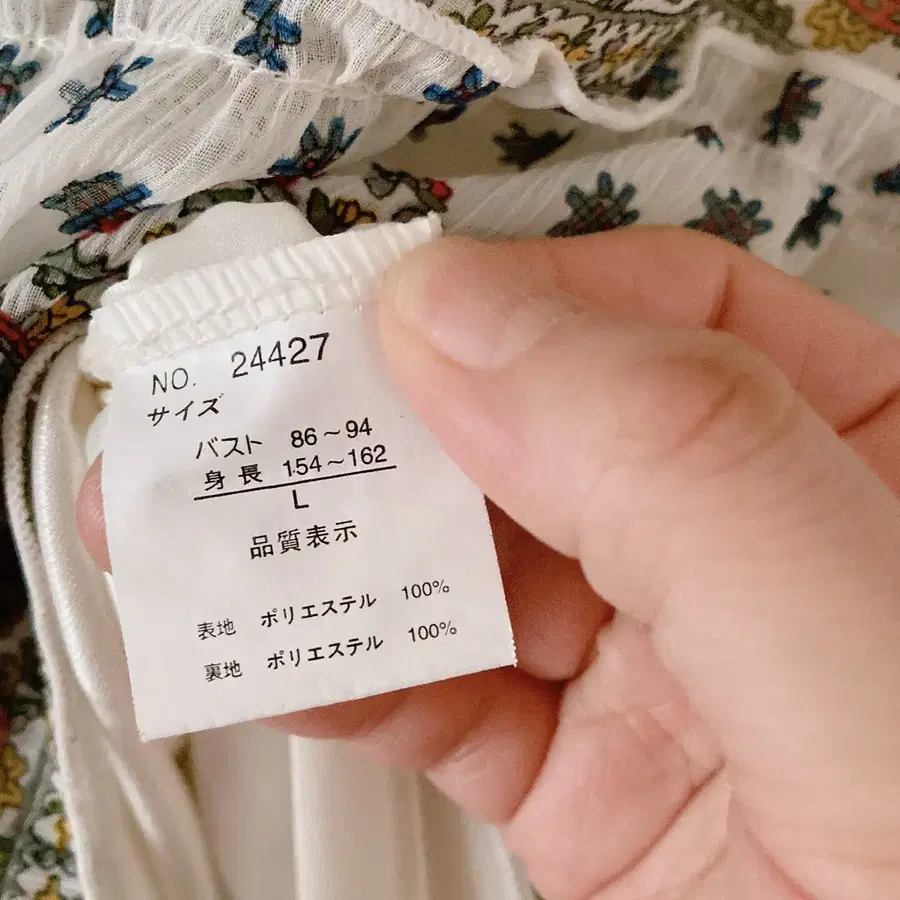 NO. 24427
サイズ
バスト 86～94
身長 154～162
L
品質表示
表地 ポリエステル 100%
裏地 ポリエステル 100%